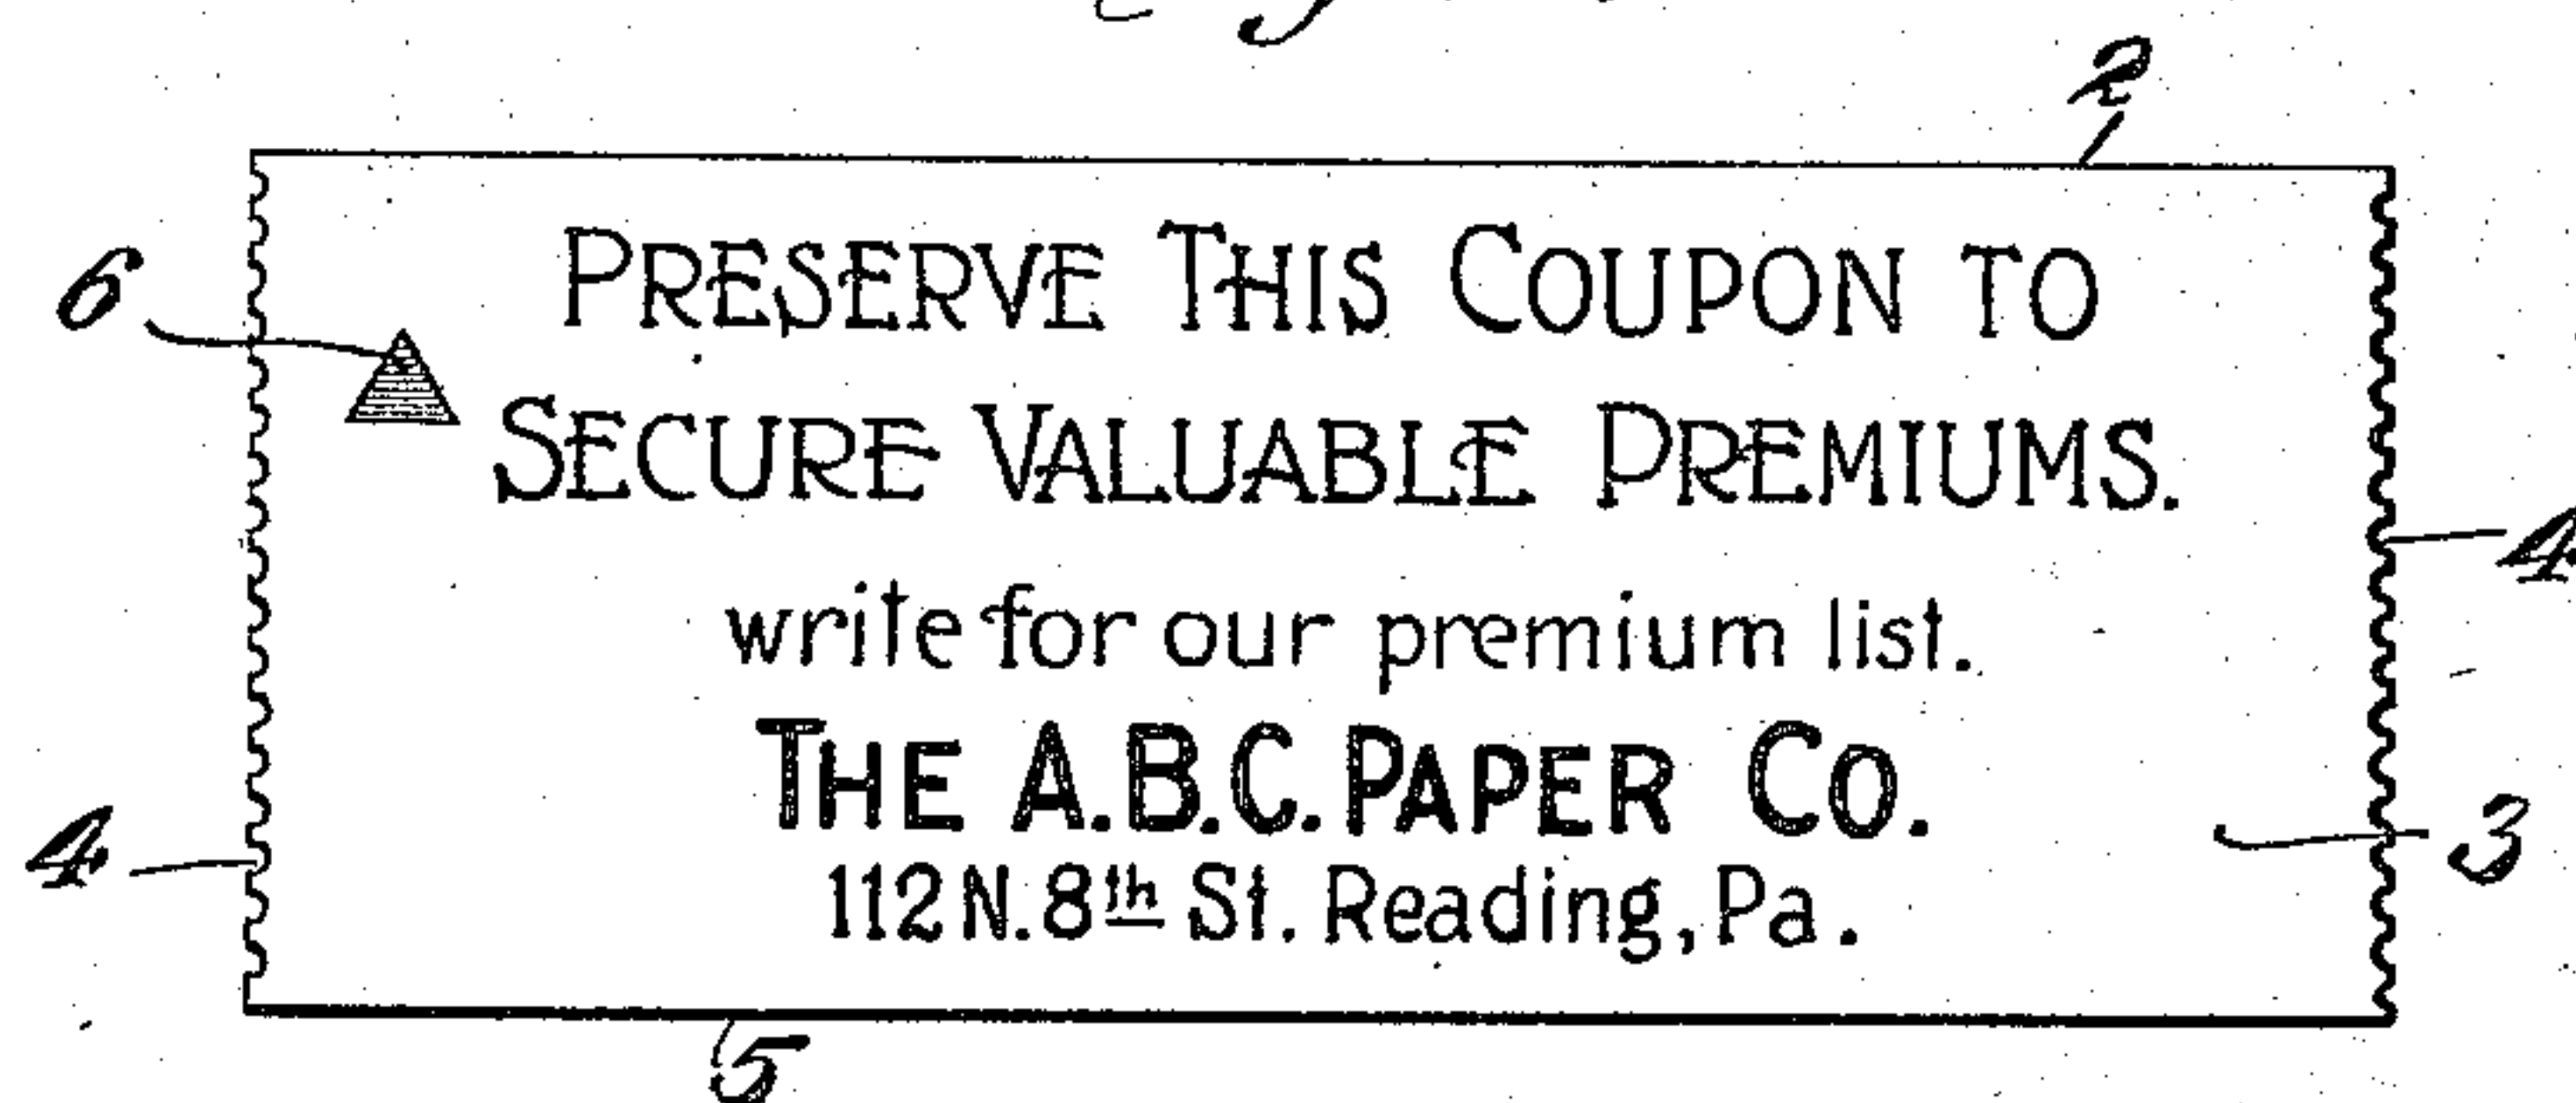 2
6
PRESERVE THIS COUPON TO
SECURE VALUABLE PREMIUMS.
4
write for our premium list.
THE A.B.C. PAPER CO.
4
3
112 N. 8th St. Reading, Pa.
5